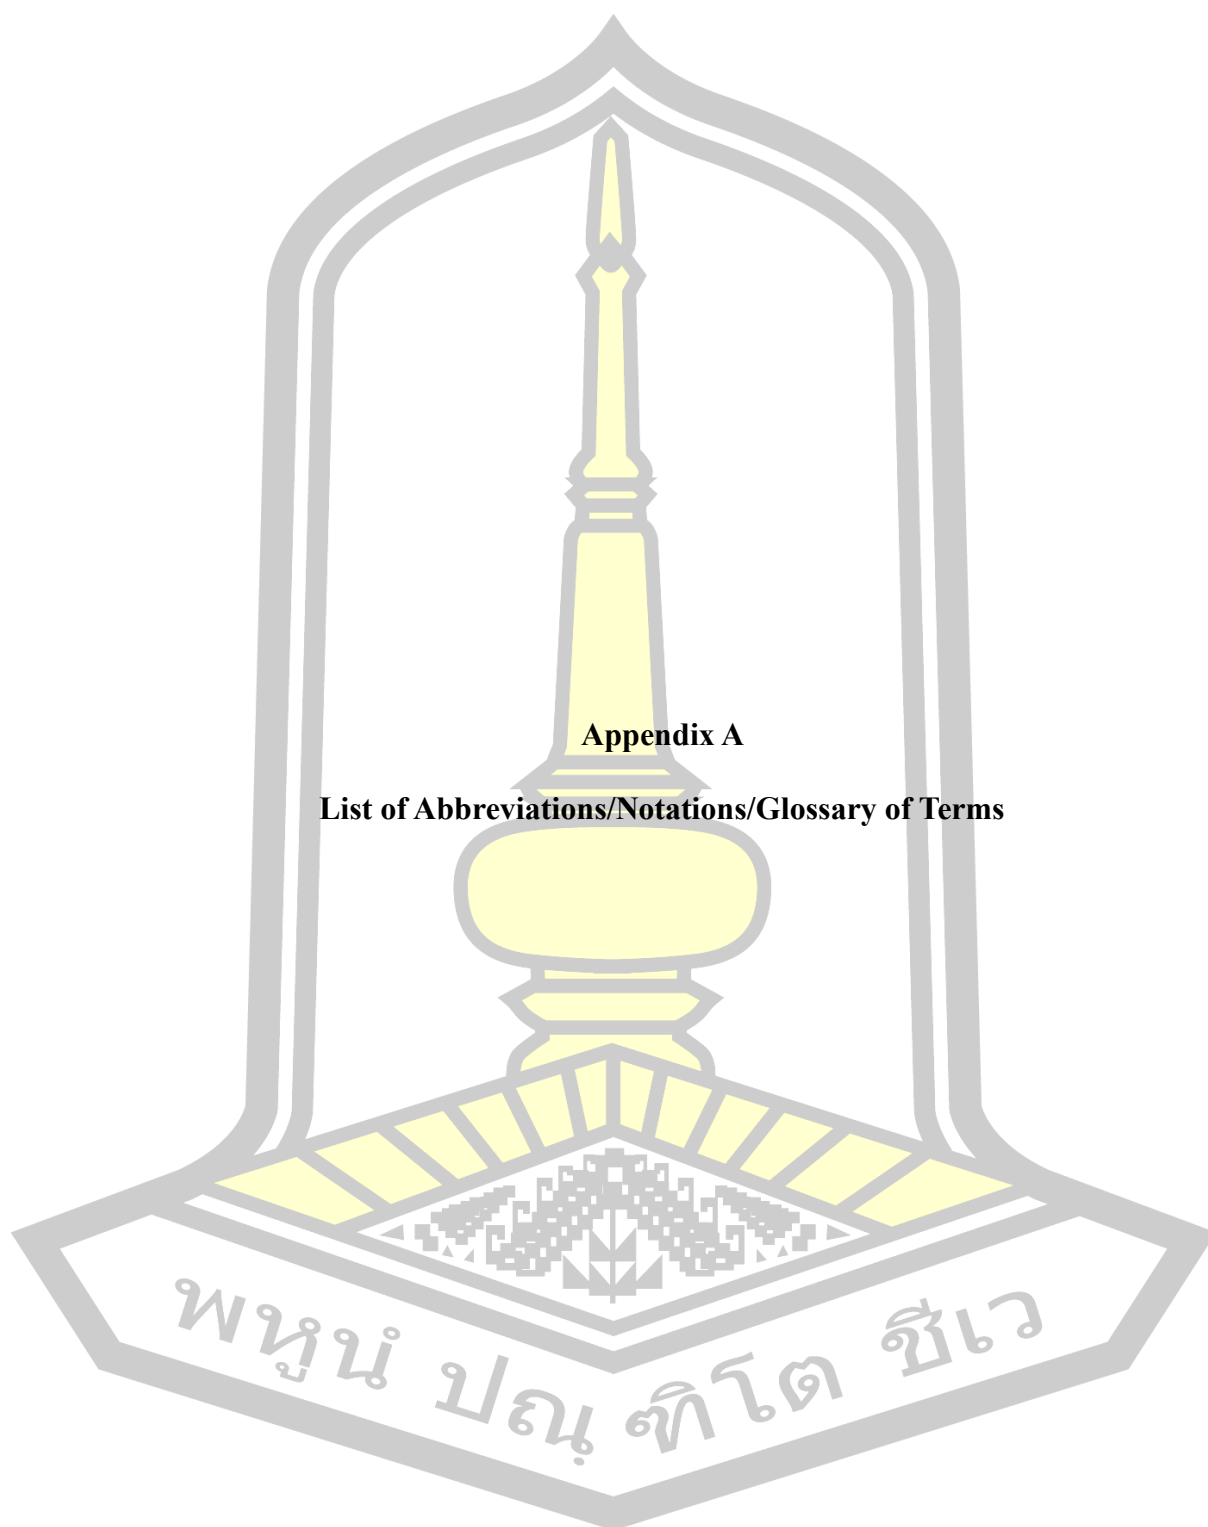 Appendix A
List of Abbreviations/Notations/Glossary of Terms
พหูนํ ปณฺฑิโต ชีเว